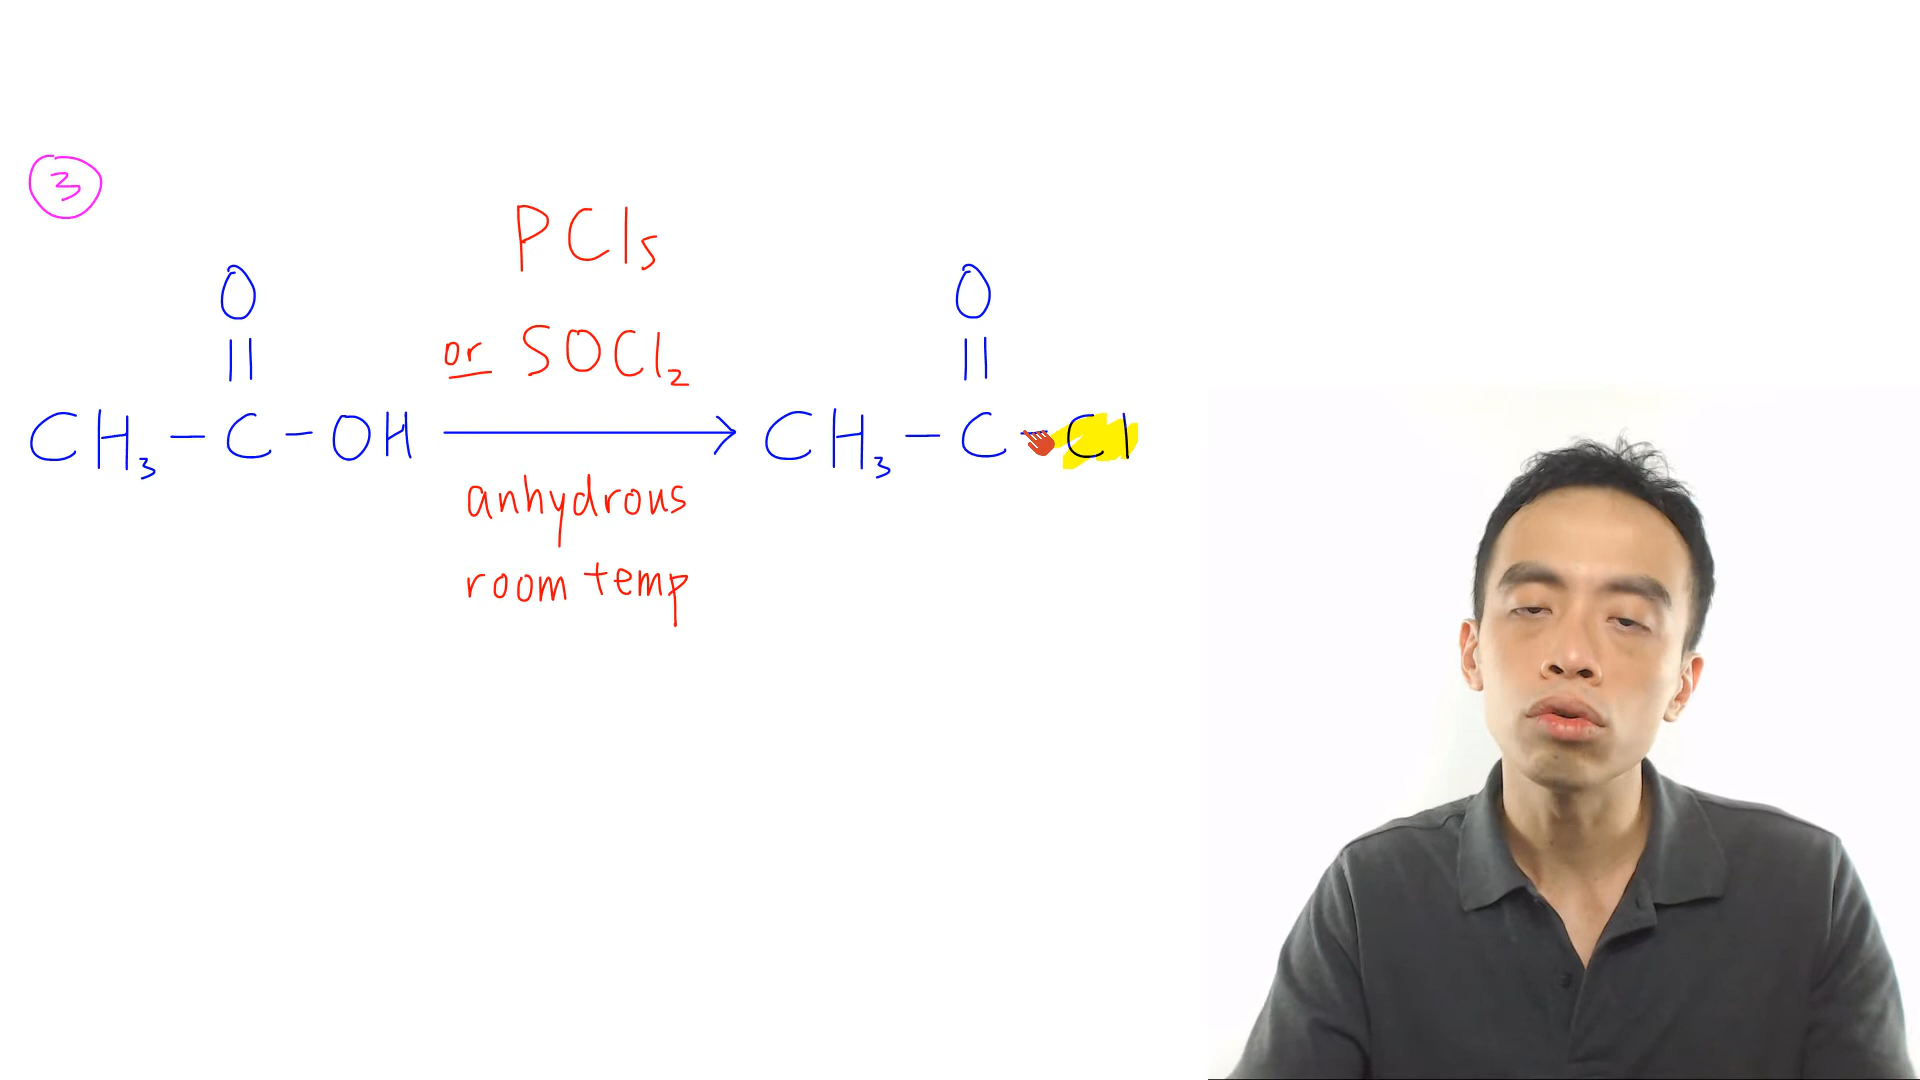 3
PCl5
O
or SOCl2
O
||
||
CH3 - C - OH → CH3 - C - Cl
anhydrous
room temp